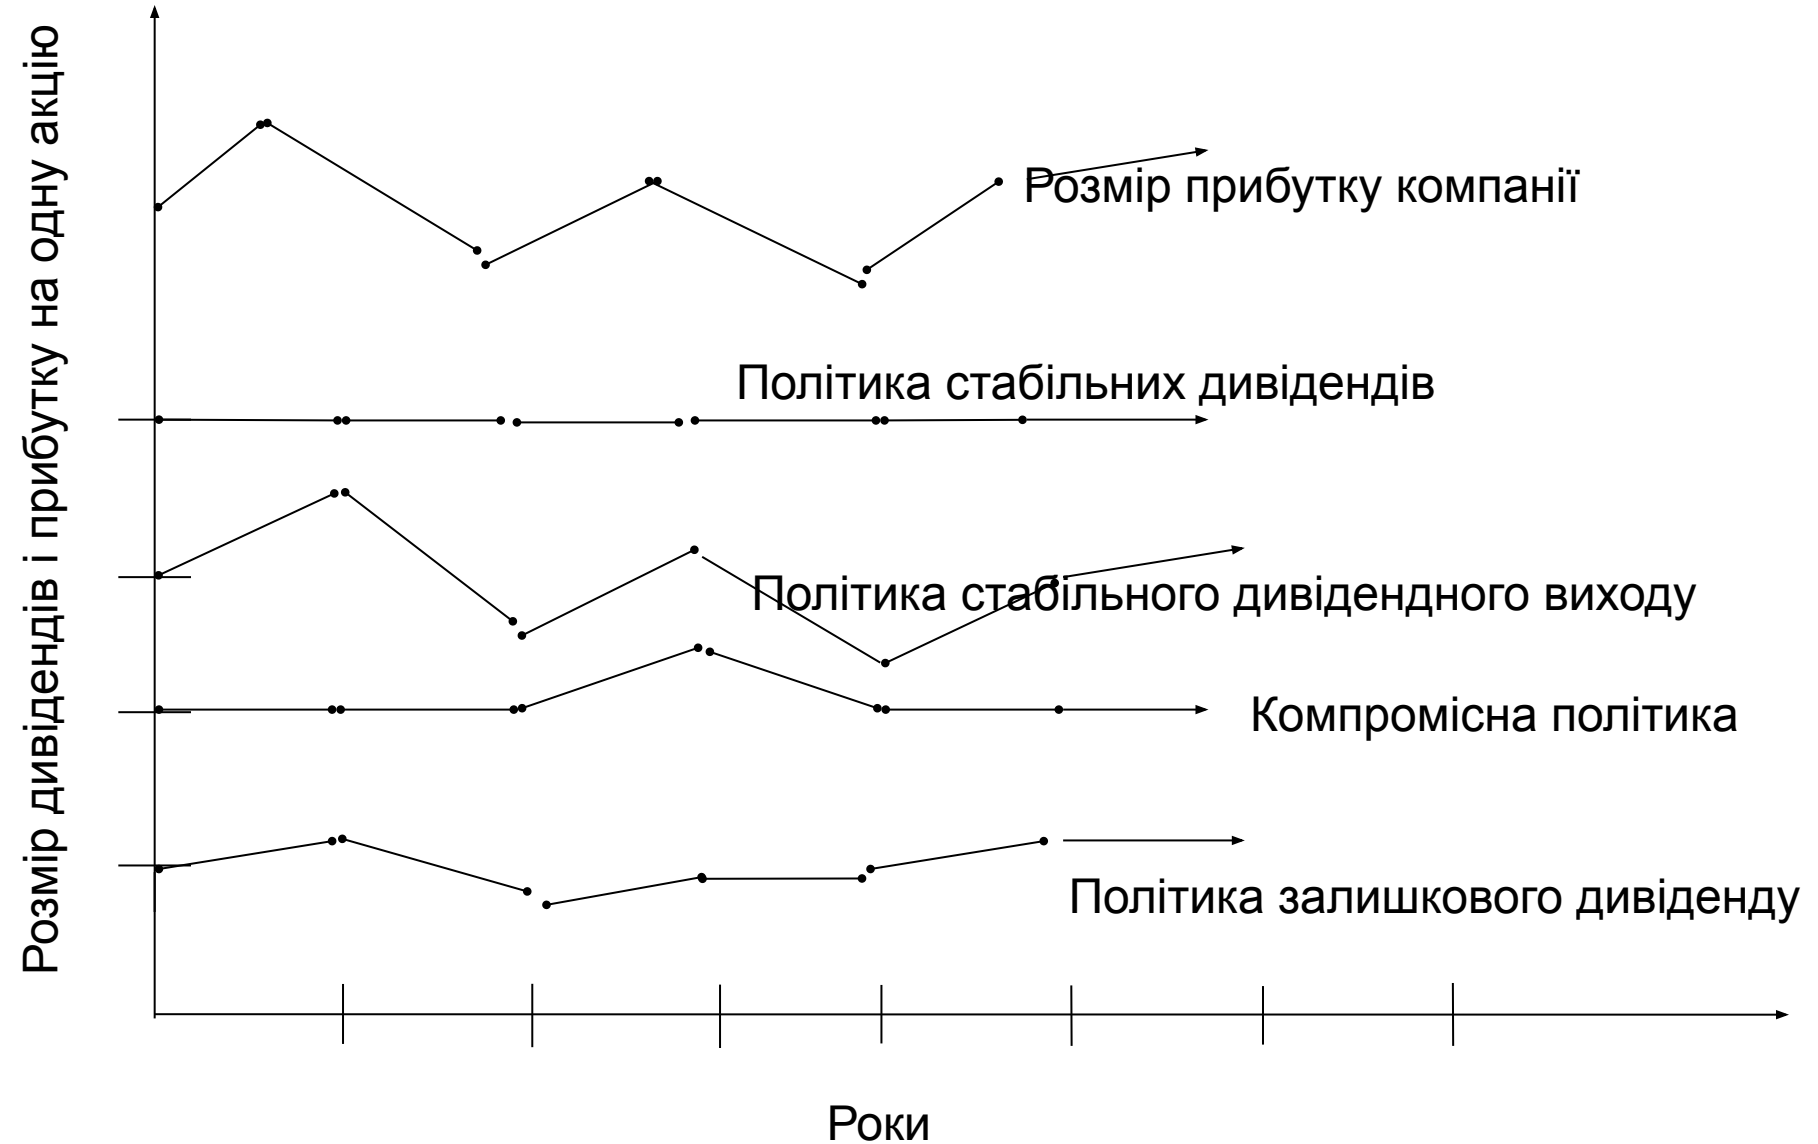 Розмір дивідендів і прибутку на одну акцію
Розмір прибутку компанії
Політика стабільних дивідендів
Політика стабільного дивідендного виходу
Компромісна політика
Політика залишкового дивіденду
Роки